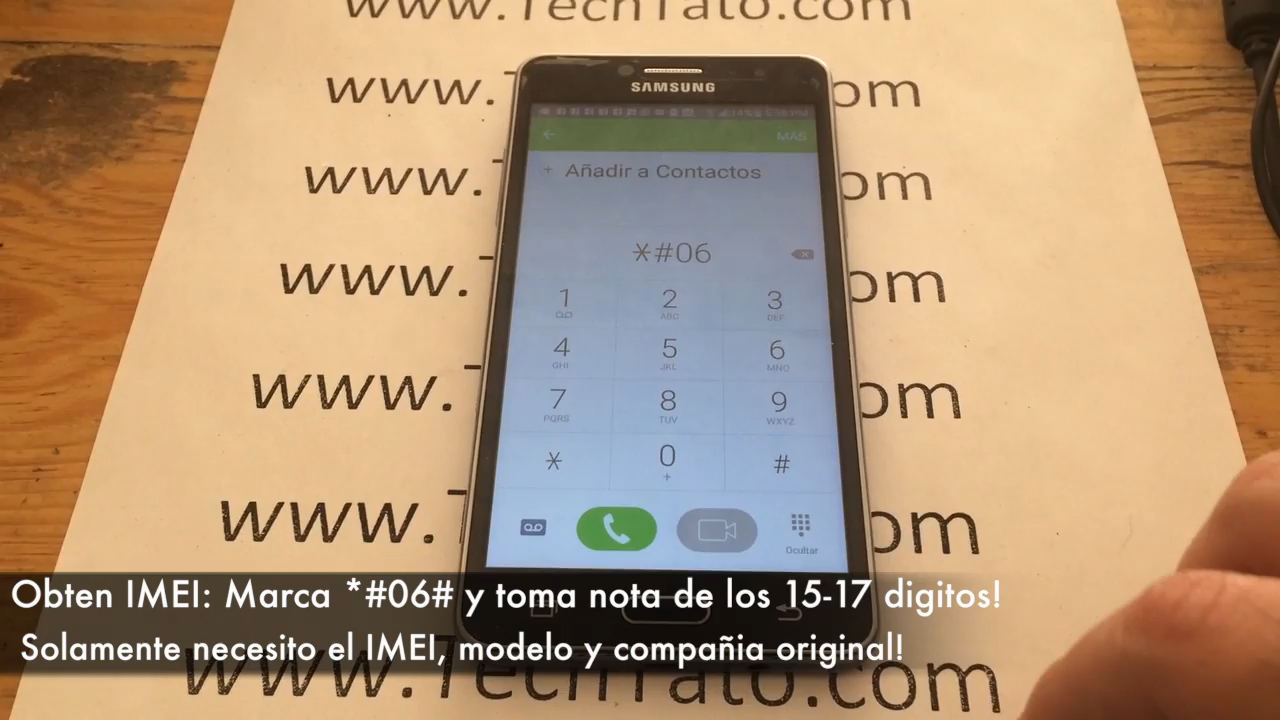 www.TechTato.com
www. om
SAMSUNG
MÁS
www. om
+ Añadir a Contactos
*#06
www. om
1 2 3
ABC DEF
4 5 6
GHI JKL MNO
www. om
7 8 9
PQRS TUV WXYZ
* 0 #
+
www. om
Ocultar
Obten IMEI: Marca *#06# y toma nota de los 15-17 digitos!
Solamente necesito el IMEI, modelo y compañia original!
www.TechTato.com